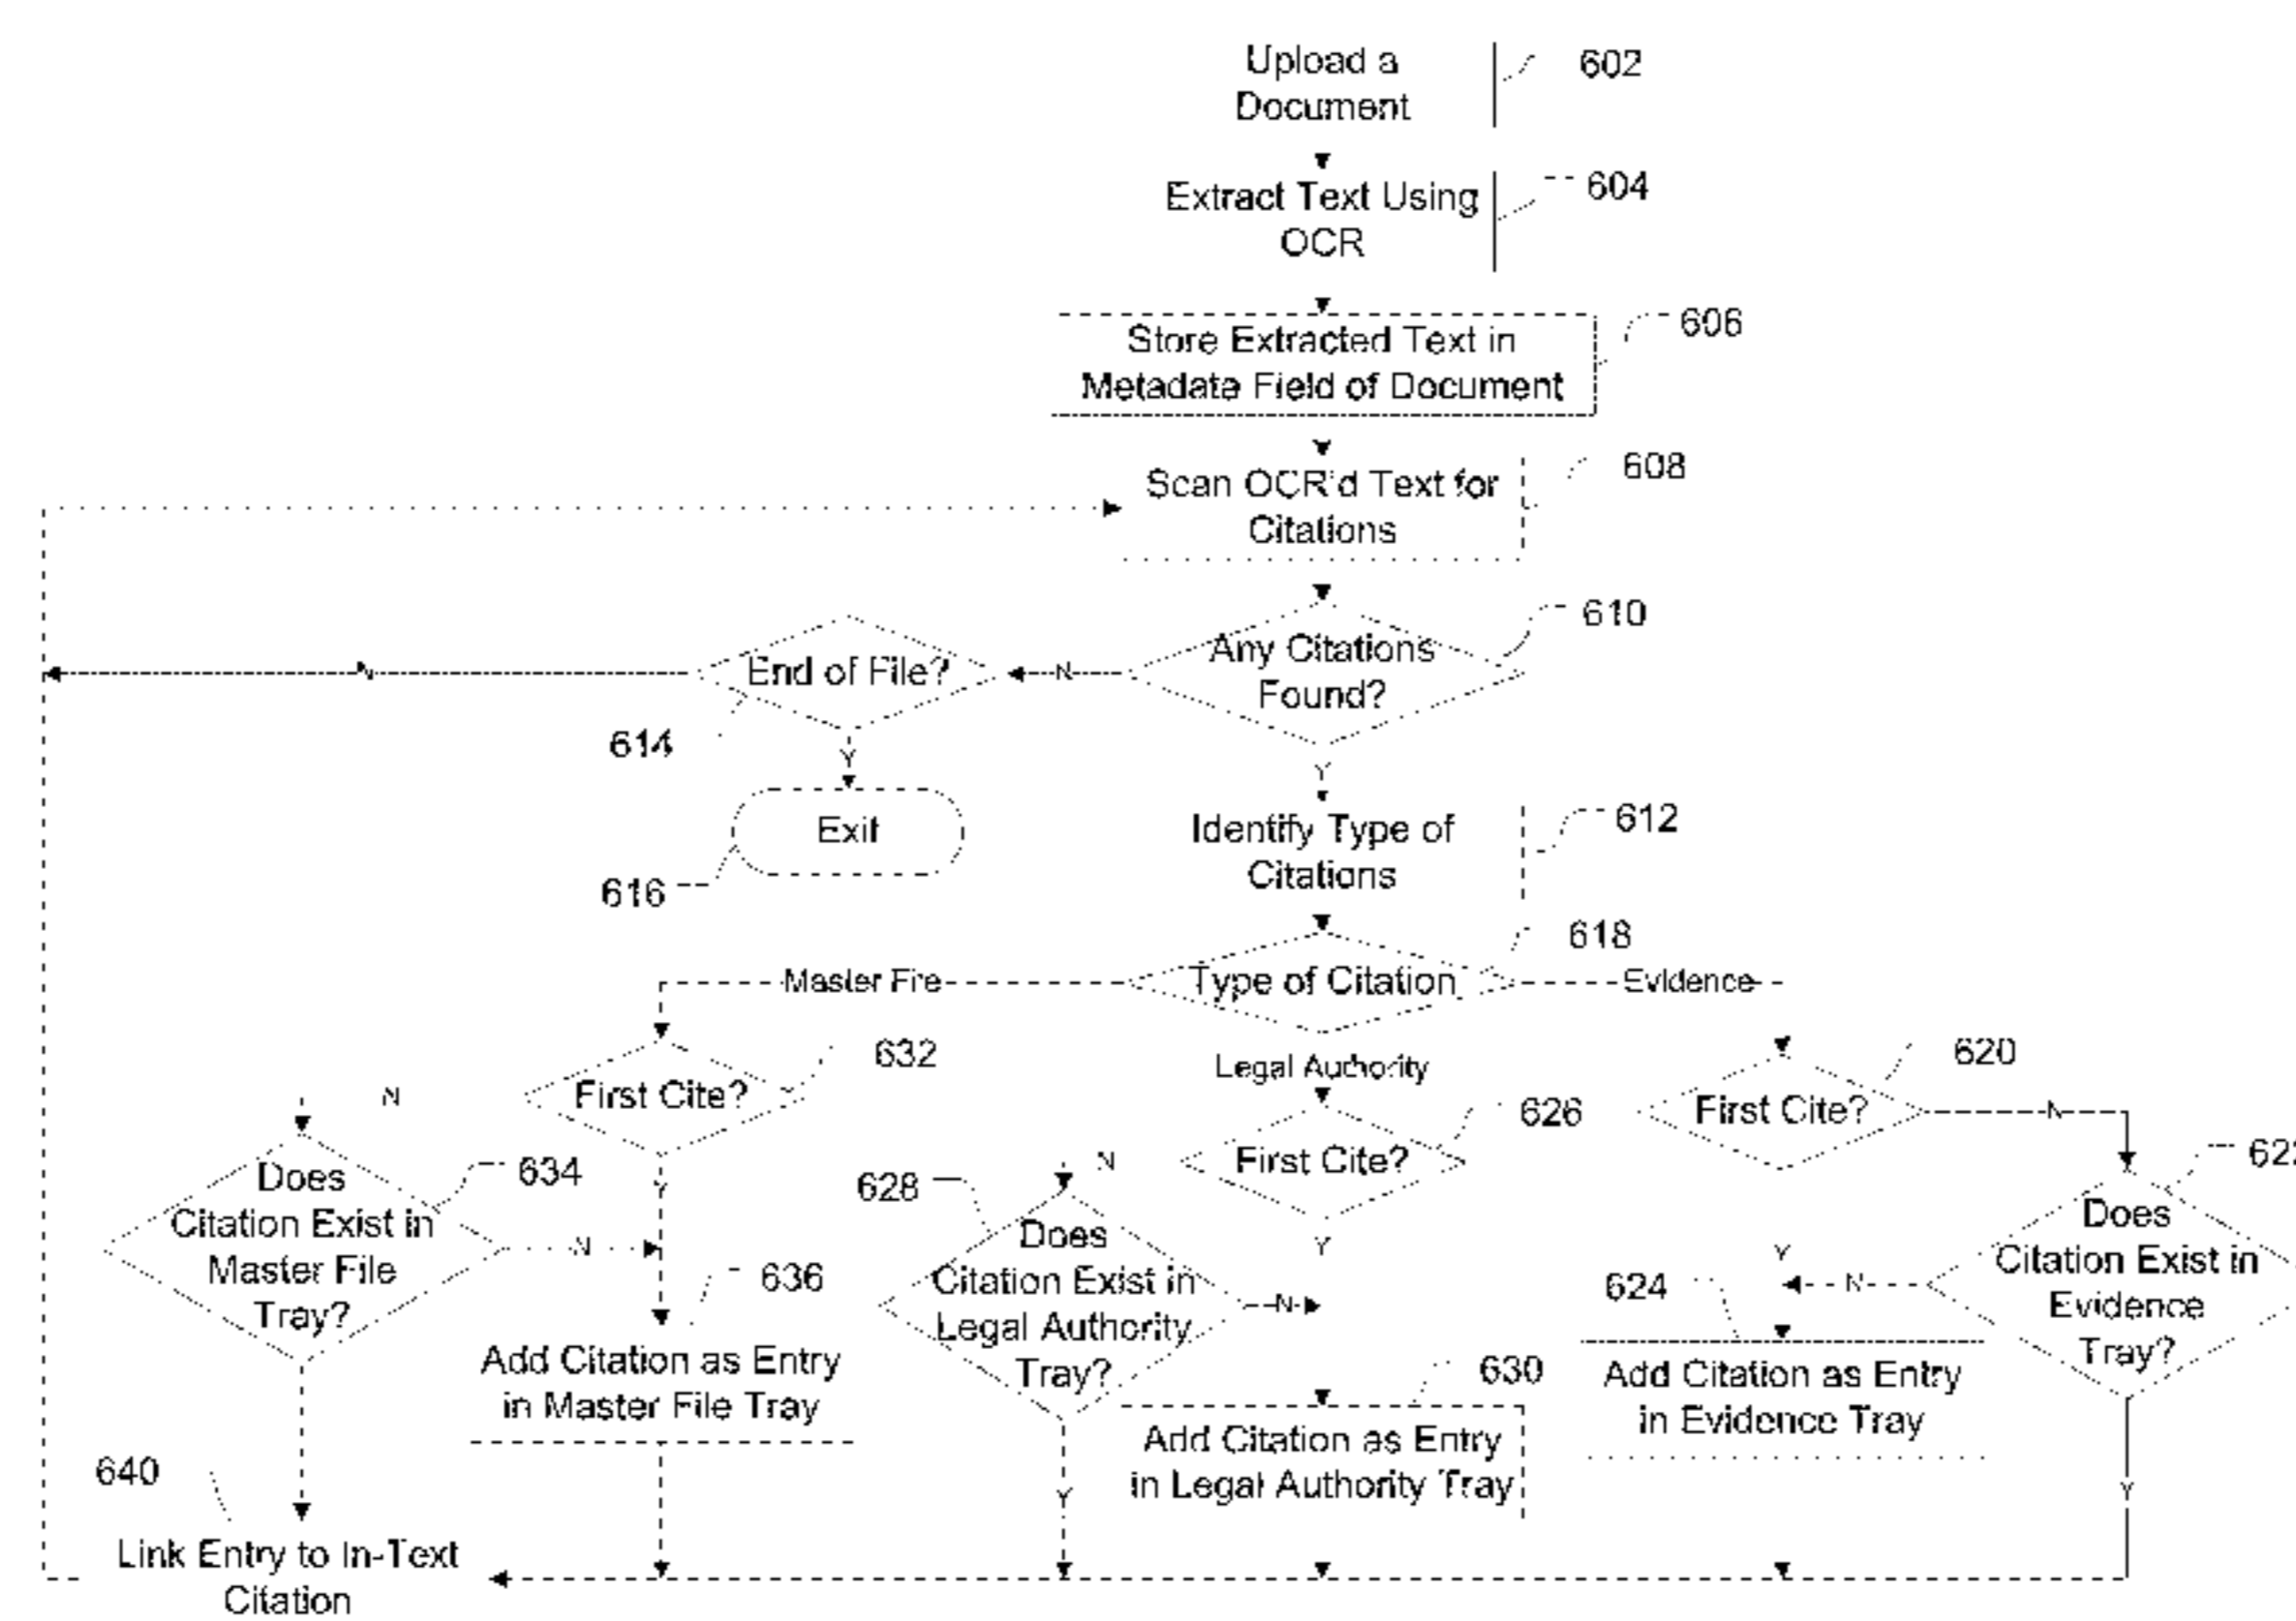 Upload a
Document
602
Extract Text Using
OCR
604
Store Extracted Text in
Metadate Field of Document
606
Scan OCR'd Text for
Citations
608
Any Citations
Found?
610
N
End of File?
N
614
Y
Exit
616
Y
Identify Type of
Citations
612
Type of Citation
618
Master Fire
Legal Authority
Evidence
First Cite?
632
N
Y
Does
Citation Exist in
Master File
Tray?
634
N
Add Citation as Entry
in Master File Tray
636
First Cite?
626
N
Y
Does
Citation Exist in
Legal Authority
Tray?
628
N
Y
Add Citation as Entry
in Legal Authority Tray
630
First Cite?
620
N
Y
Does
Citation Exist in
Evidence
Tray?
N
Y
Add Citation as Entry
in Evidence Tray
624
Link Entry to In-Text
Citation
640